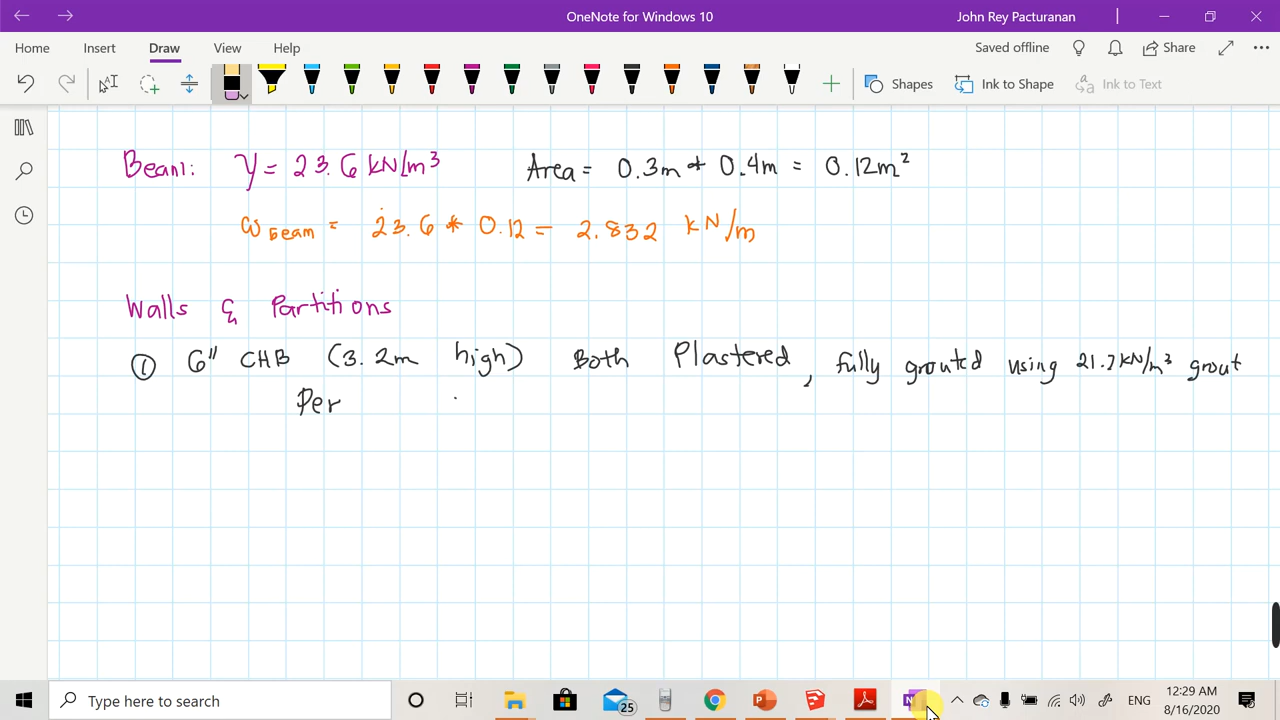 OneNote for Windows 10
John Rey Pacturanan
Home Insert Draw View Help
Saved offline
Share
Shapes
Ink to Shape
Ink to Text
Beam: γ = 23.6 kN/m³ Area = 0.3m * 0.4m = 0.12m²
ω beam = 23.6 * 0.12 = 2.832 kN/m
Walls & Partitions
① 6" CHB (3.2m high) Both Plastered, fully grouted using 21.7kN/m³ grout
Per
Type here to search
25
ENG
12:29 AM
8/16/2020